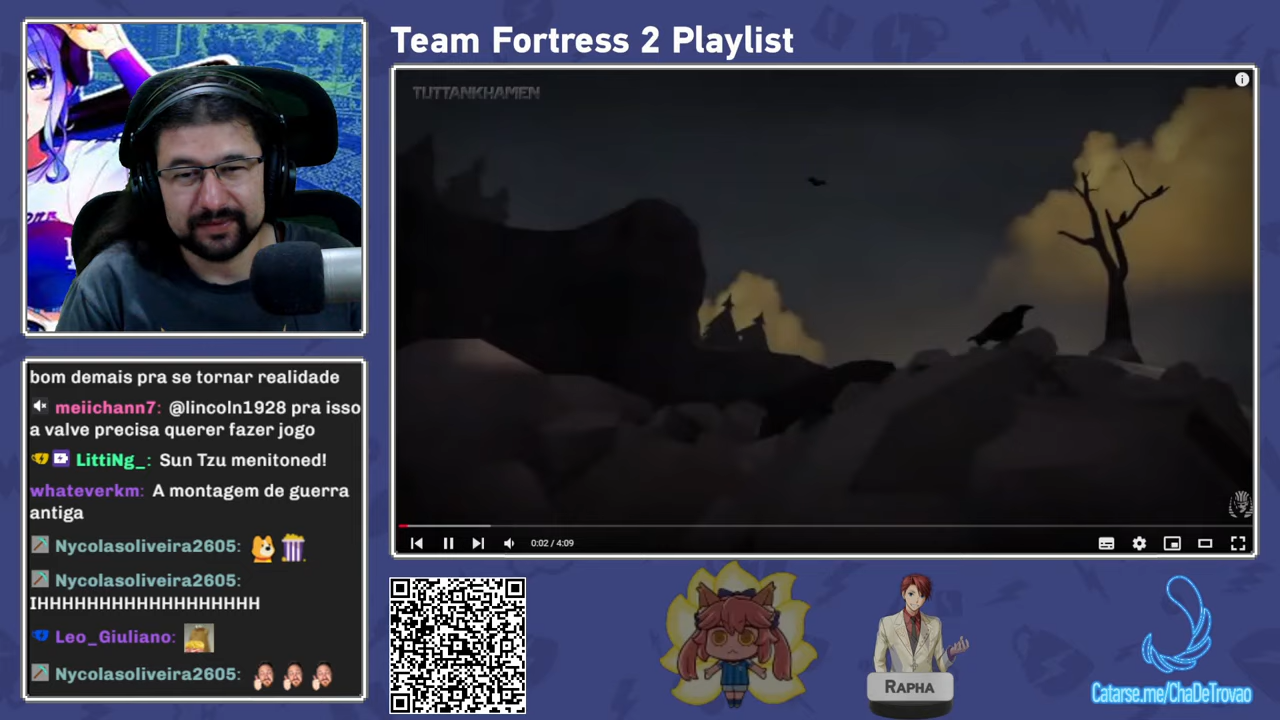 Team Fortress 2 Playlist
TUTTANKHAMEN
0:02 / 4:09
bom demais pra se tornar realidade
meiichann7: @lincoln1928 pra isso
a valve precisa querer fazer jogo
LittiNg_: Sun Tzu menitoned!
whateverkm: A montagem de guerra
antiga
Nycolasoliveira2605:
Nycolasoliveira2605:
IHHHHHHHHHHHHHHHHHH
Leo_Giuliano:
Nycolasoliveira2605:
RAPHA
Catarse.me/ChaDeTrovao